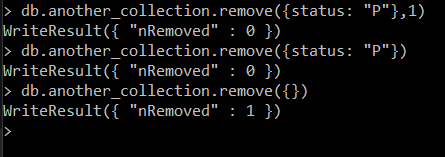 > db.another_collection.remove({status: "P"},1)
WriteResult({ "nRemoved" : 0 })
> db.another_collection.remove({status: "P"})
WriteResult({ "nRemoved" : 0 })
> db.another_collection.remove({})
WriteResult({ "nRemoved" : 1 })
>